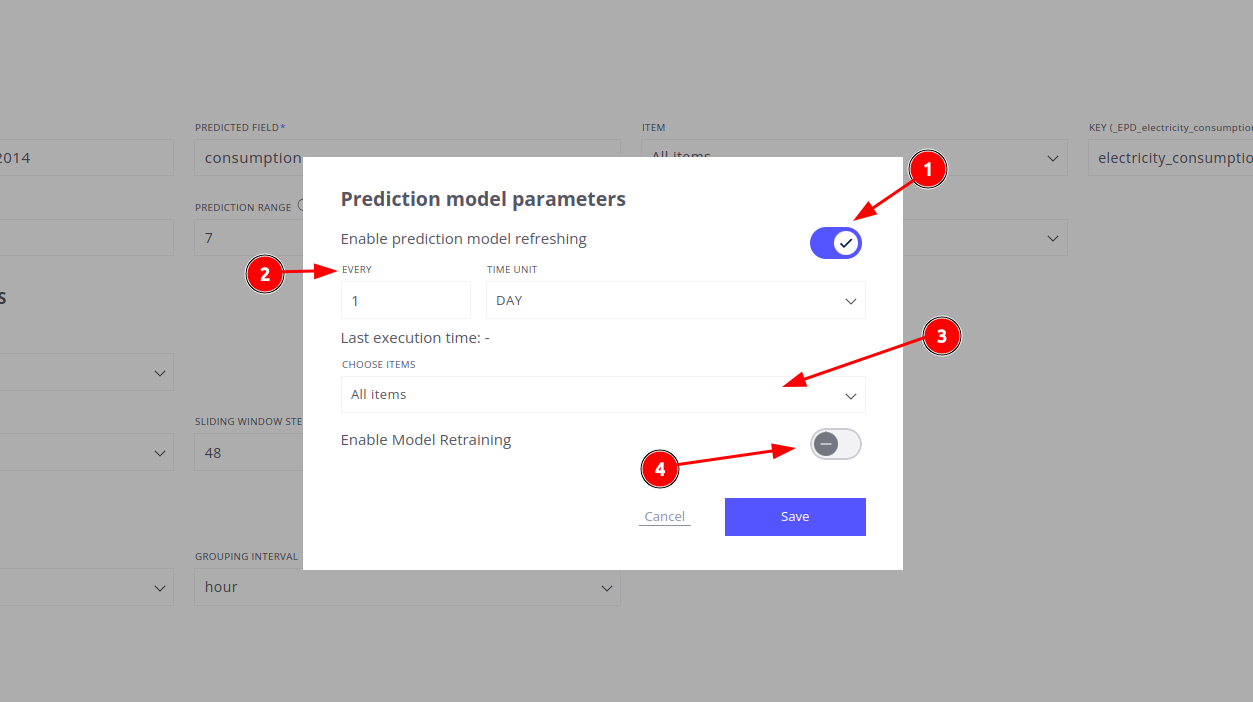 PREDICTED FIELD* ITEM KEY (_EPD_electricity_consumption
2014 consumption All items electricity_consumptio
1
Prediction model parameters
PREDICTION RANGE
Enable prediction model refreshing
7
2 EVERY TIME UNIT
1 DAY
S
Last execution time: -
3
CHOOSE ITEMS
All items
SLIDING WINDOW STE
Enable Model Retraining
48
4
Cancel Save
GROUPING INTERVAL
hour